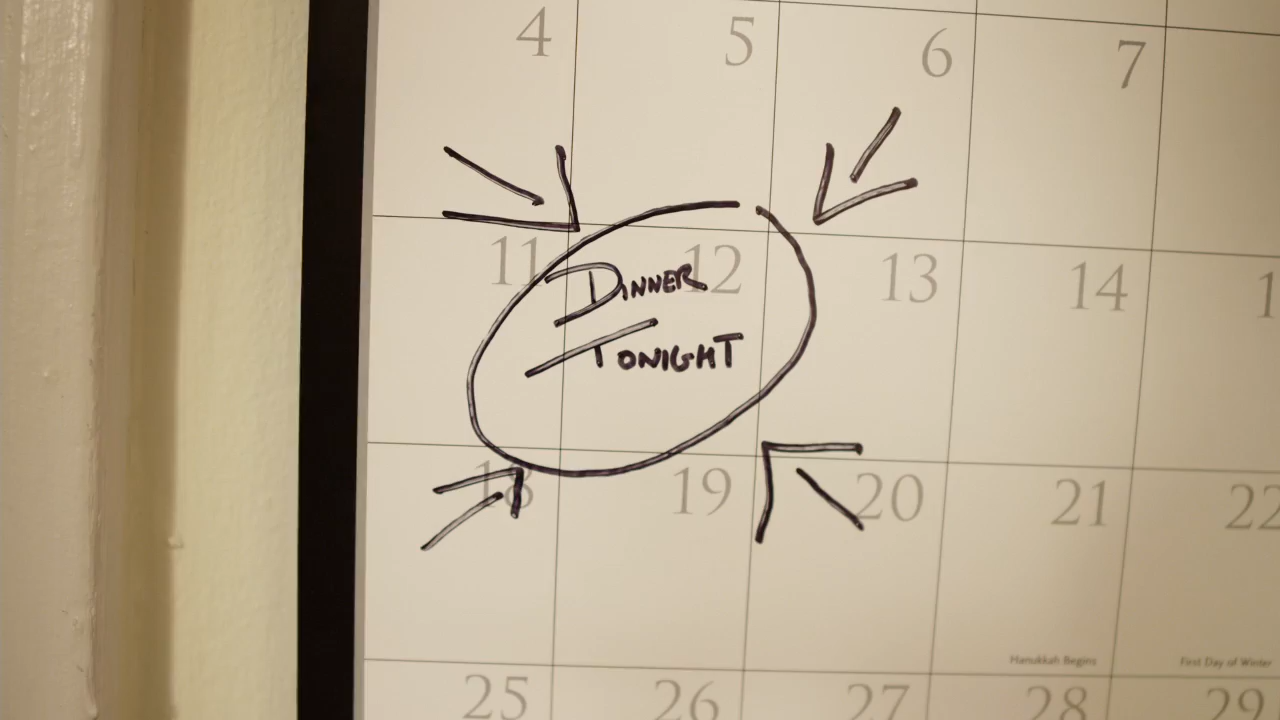 4 5 6 7
11 12 13 14 1
DINNER
TONIGHT
18 19 20 21 22
Hanukkah Begins First Day of Winter
25 26 27 28 29